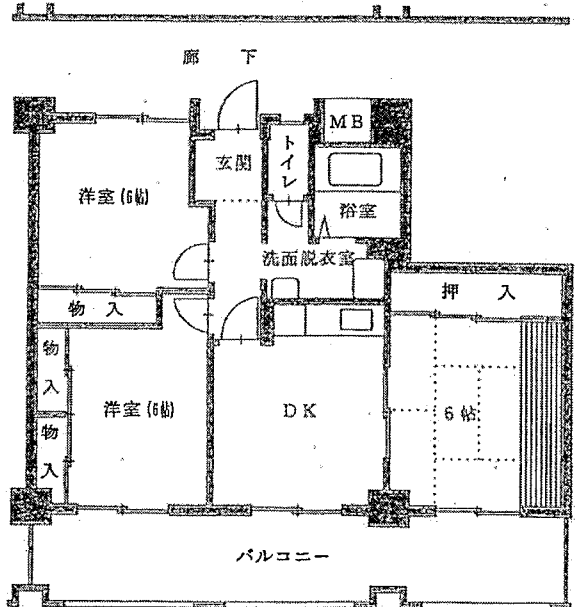 廊　下
MB
玄関
トイレ
洋室(6帖)
浴室
洗面脱衣室
押　入
物　入
物入
洋室(6帖)
DK
6帖
物入
バルコニー